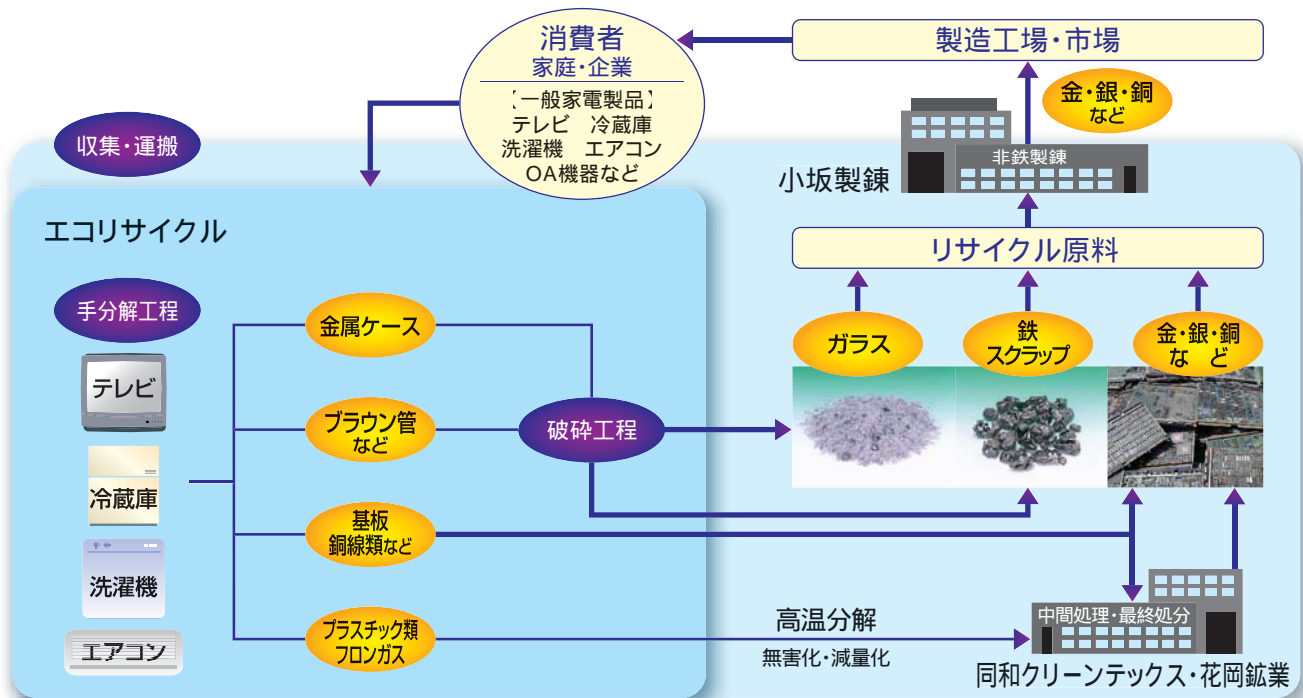 消費者
家庭・企業
【一般家電製品】
テレビ 冷蔵庫
洗濯機 エアコン
OA機器など
製造工場・市場
金・銀・銅
など
収集・運搬
非鉄製錬
小坂製錬
エコリサイクル
リサイクル原料
手分解工程
テレビ
冷蔵庫
洗濯機
エアコン
金属ケース
ブラウン管
など
基板
銅線類など
プラスチック類
フロンガス
破砕工程
ガラス
鉄
スクラップ
金・銀・銅
など
高温分解
無害化・減量化
中間処理・最終処分
同和クリーンテックス・花岡鉱業